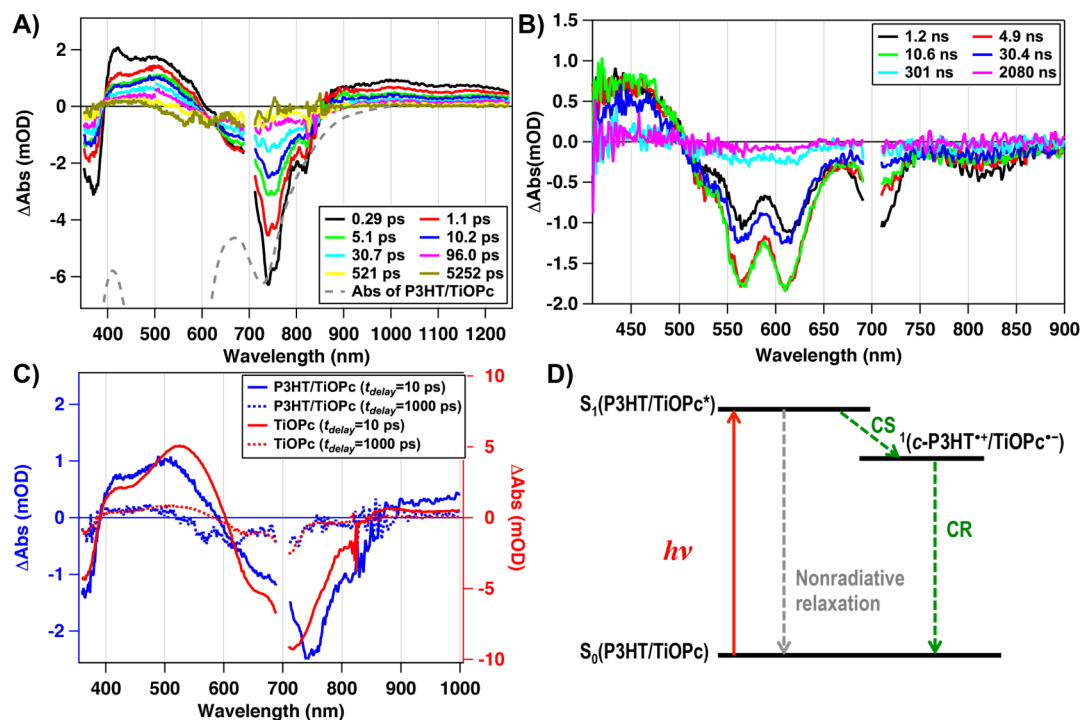 A)
2
0
-2
-4
-6
ΔAbs (mOD)
0.29 ps 1.1 ps
5.1 ps 10.2 ps
30.7 ps 96.0 ps
521 ps 5252 ps
Abs of P3HT/TiOPc
400 500 600 700 800 900 1000 1100 1200
Wavelength (nm)
B)
1.5
1.0
0.5
0.0
-0.5
-1.0
-1.5
-2.0
ΔAbs(mOD)
1.2 ns 4.9 ns
10.6 ns 30.4 ns
301 ns 2080 ns
450 500 550 600 650 700 750 800 850 900
Wavelength (nm)
C)
2
1
0
-1
-2
ΔAbs (mOD)
P3HT/TiOPc (tdelay=10 ps)
P3HT/TiOPc (tdelay=1000 ps)
TiOPc (tdelay=10 ps)
TiOPc (tdelay=1000 ps)
10
5
0
-5
-10
ΔAbs (mOD)
400 500 600 700 800 900 1000
Wavelength (nm)
D)
S₁(P3HT/TiOPc*)
CS
¹(c-P3HT•⁺/TiOPc•⁻)
hν
CR
Nonradiative
relaxation
S₀(P3HT/TiOPc)